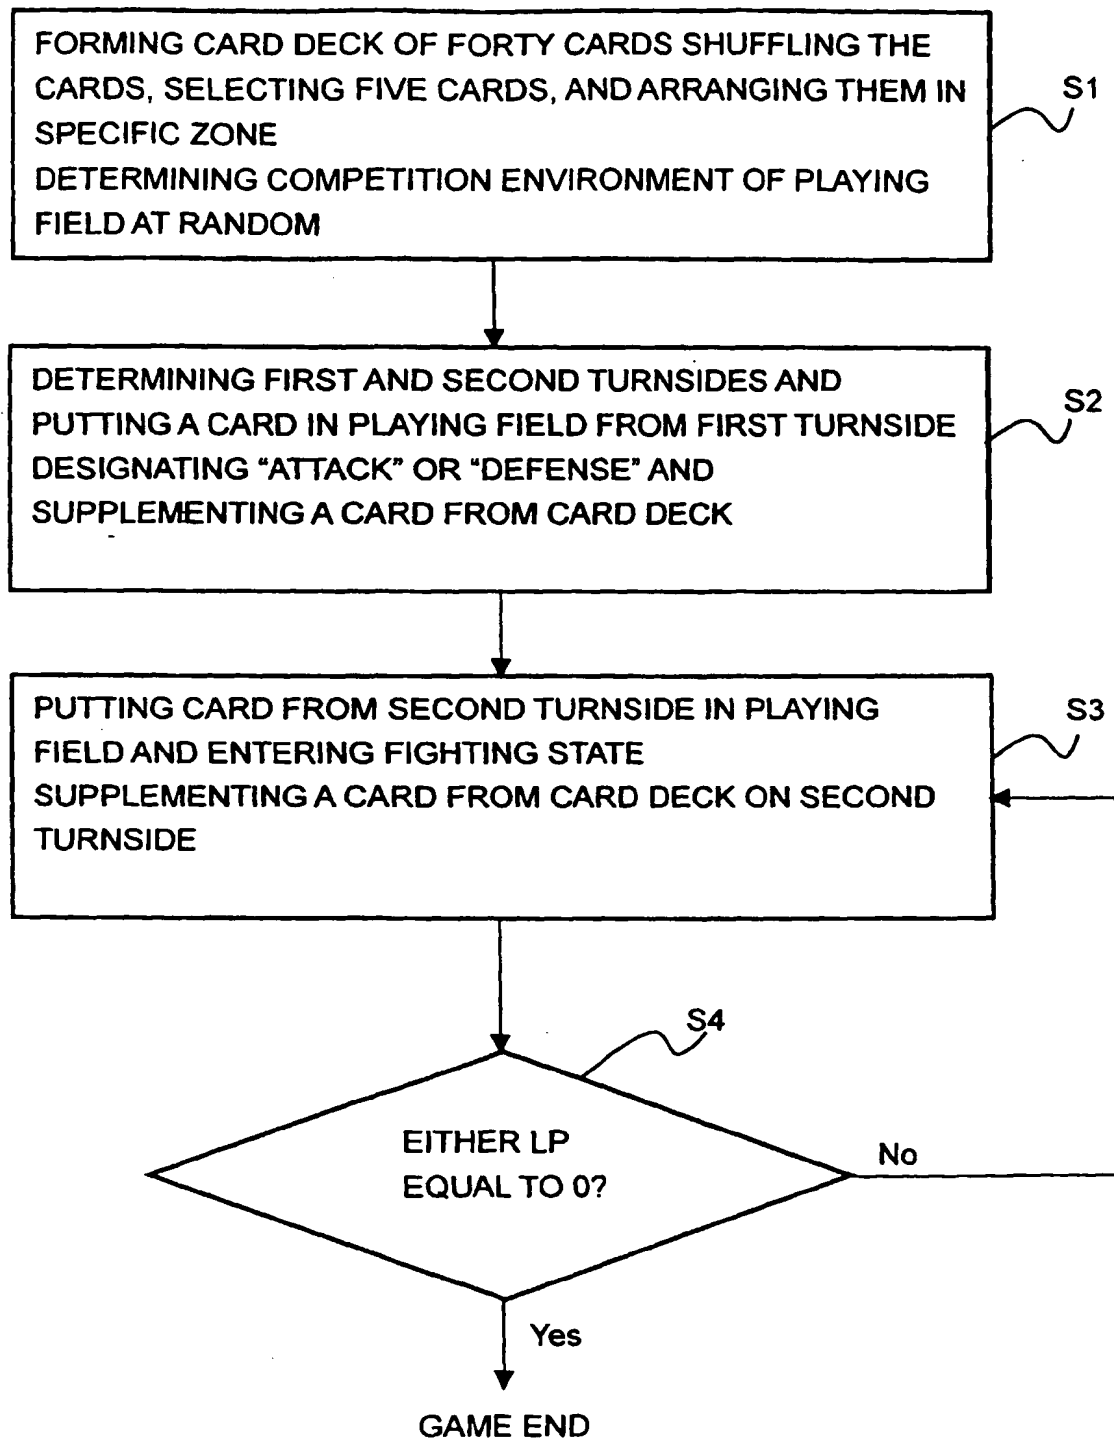 FORMING CARD DECK OF FORTY CARDS SHUFFLING THE
CARDS, SELECTING FIVE CARDS, AND ARRANGING THEM IN
SPECIFIC ZONE
DETERMINING COMPETITION ENVIRONMENT OF PLAYING
FIELD AT RANDOM
S1
DETERMINING FIRST AND SECOND TURNSIDES AND
PUTTING A CARD IN PLAYING FIELD FROM FIRST TURNSIDE
DESIGNATING "ATTACK" OR "DEFENSE" AND
SUPPLEMENTING A CARD FROM CARD DECK
S2
PUTTING CARD FROM SECOND TURNSIDE IN PLAYING
FIELD AND ENTERING FIGHTING STATE
SUPPLEMENTING A CARD FROM CARD DECK ON SECOND
TURNSIDE
S3
S4
EITHER LP
EQUAL TO 0?
No
Yes
GAME END